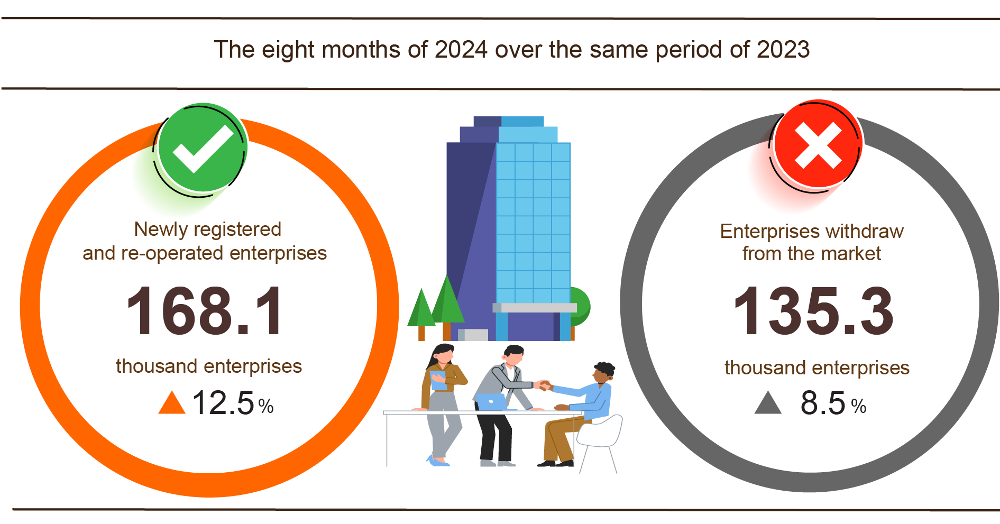 The eight months of 2024 over the same period of 2023
Newly registered
and re-operated enterprises
168.1
thousand enterprises
12.5 %
Enterprises withdraw
from the market
135.3
thousand enterprises
8.5 %